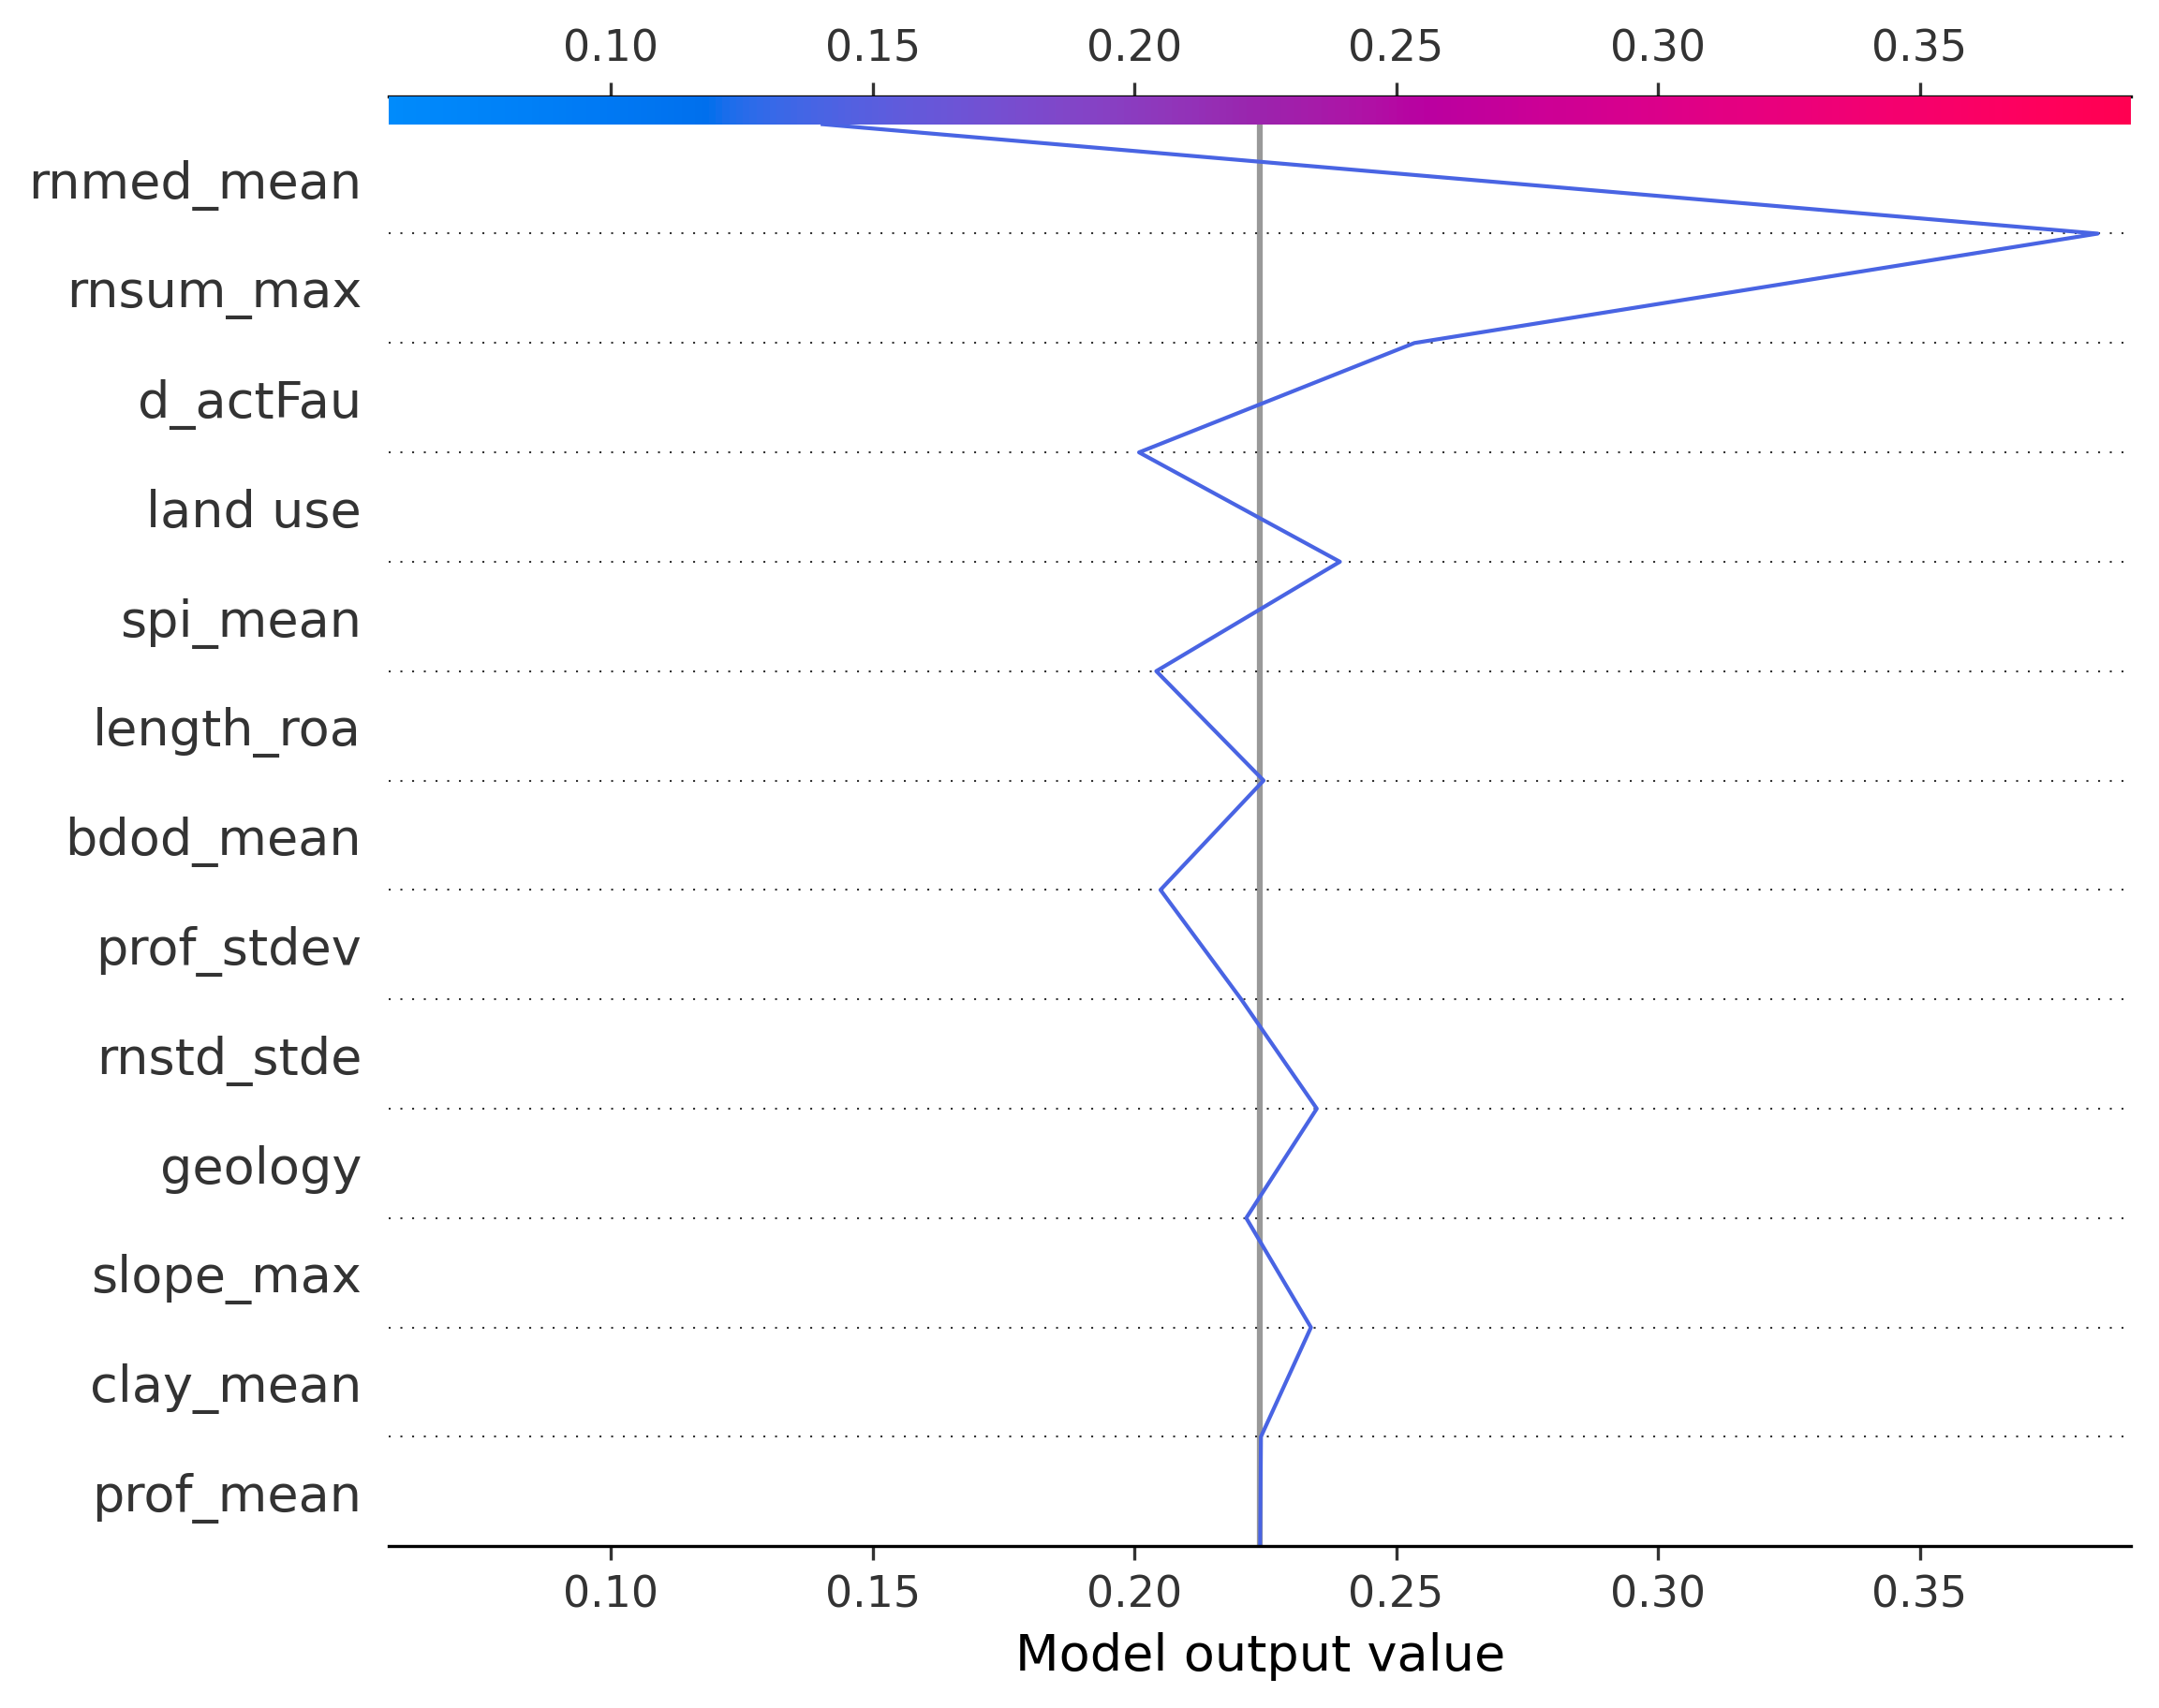 0.10 0.15 0.20 0.25 0.30 0.35
rnmed_mean
rnsum_max
d_actFau
land use
spi_mean
length_roa
bdod_mean
prof_stdev
rnstd_stde
geology
slope_max
clay_mean
prof_mean
0.10 0.15 0.20 0.25 0.30 0.35
Model output value